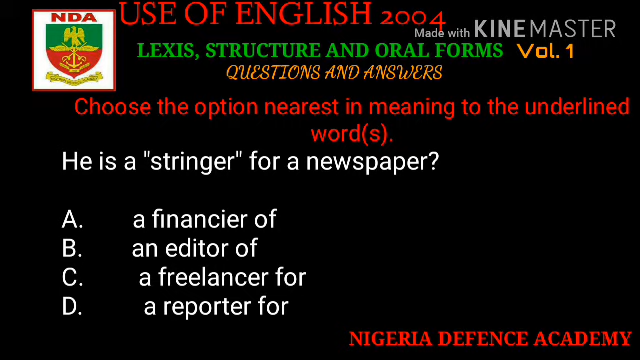 NDA
USE OF ENGLISH 2004
Made with KINEMASTER
LEXIS, STRUCTURE AND ORAL FORMS Vol. 1
QUESTIONS AND ANSWERS
Choose the option nearest in meaning to the underlined
word(s).
He is a "stringer" for a newspaper?
A. a financier of
B. an editor of
C. a freelancer for
D. a reporter for
NIGERIA DEFENCE ACADEMY